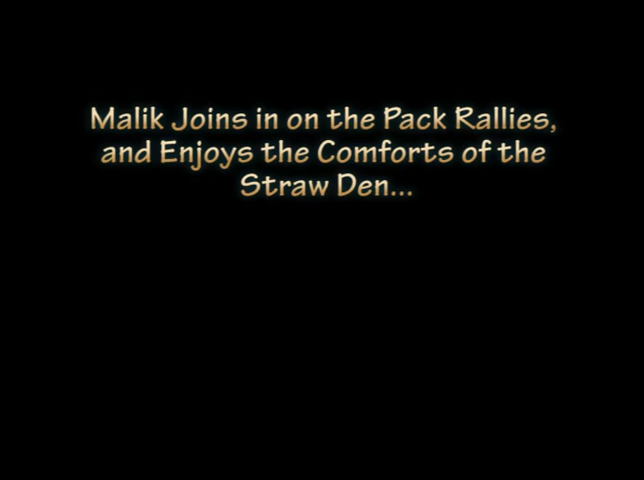 Malik Joins in on the Pack Rallies,
and Enjoys the Comforts of the
Straw Den...